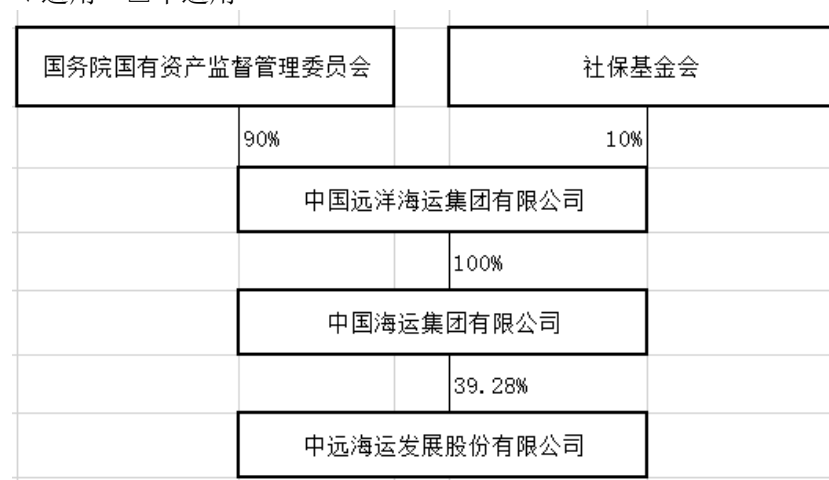 国务院国有资产监督管理委员会
社保基金会
90%
10%
中国远洋海运集团有限公司
100%
中国海运集团有限公司
39.28%
中远海运发展股份有限公司